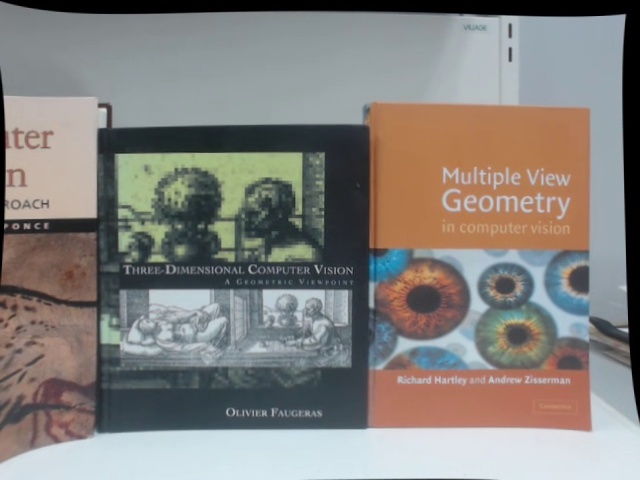 VILLADE
uter
n
ROACH
PONCE
THREE-DIMENSIONAL COMPUTER VISION
A GEOMETRIC VIEWPOINT
OLIVIER FAUGERAS
Multiple View
Geometry
in computer vision
Richard Hartley and Andrew Zisserman
CAMBRIDGE